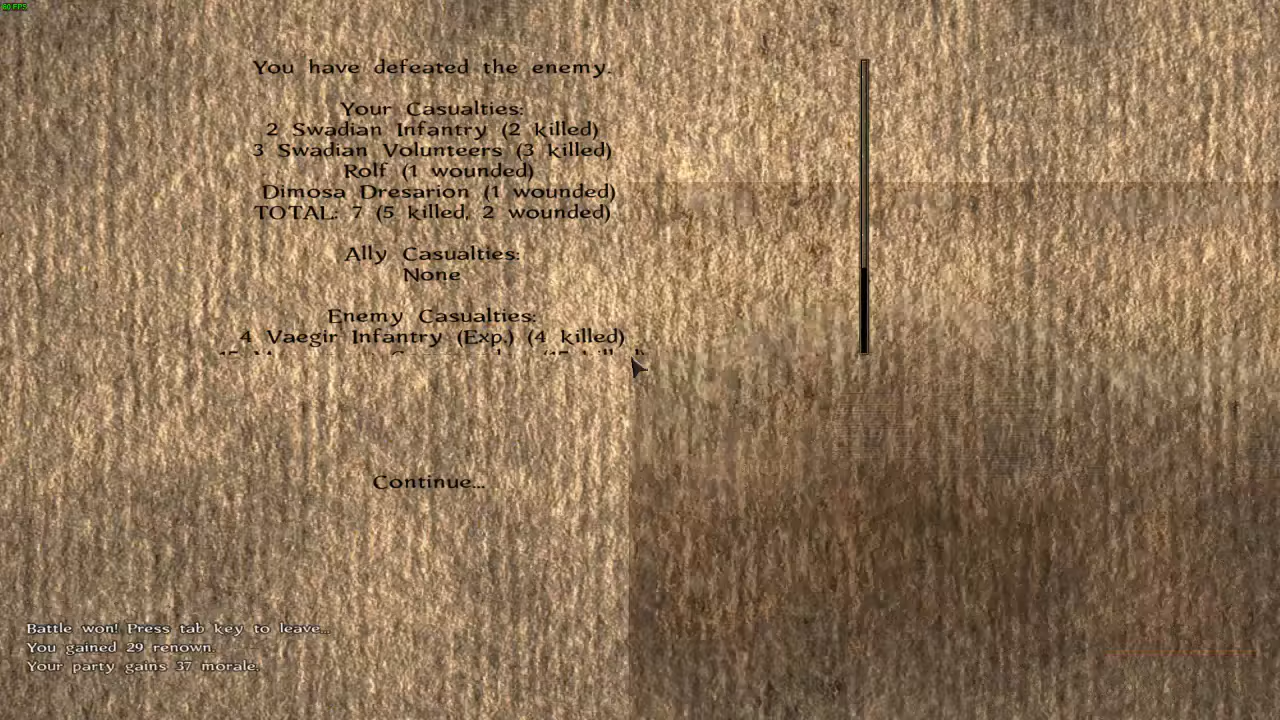 60 FPS
You have defeated the enemy.
Your Casualties:
2 Swadian Infantry (2 killed)
3 Swadian Volunteers (3 killed)
Rolf (1 wounded)
Dimosa Dresarion (1 wounded)
TOTAL: 7 (5 killed, 2 wounded)
Ally Casualties:
None
Enemy Casualties:
4 Vaegir Infantry (Exp.) (4 killed)
Continue...
Battle won! Press tab key to leave...
You gained 29 renown.
Your party gains 37 morale.